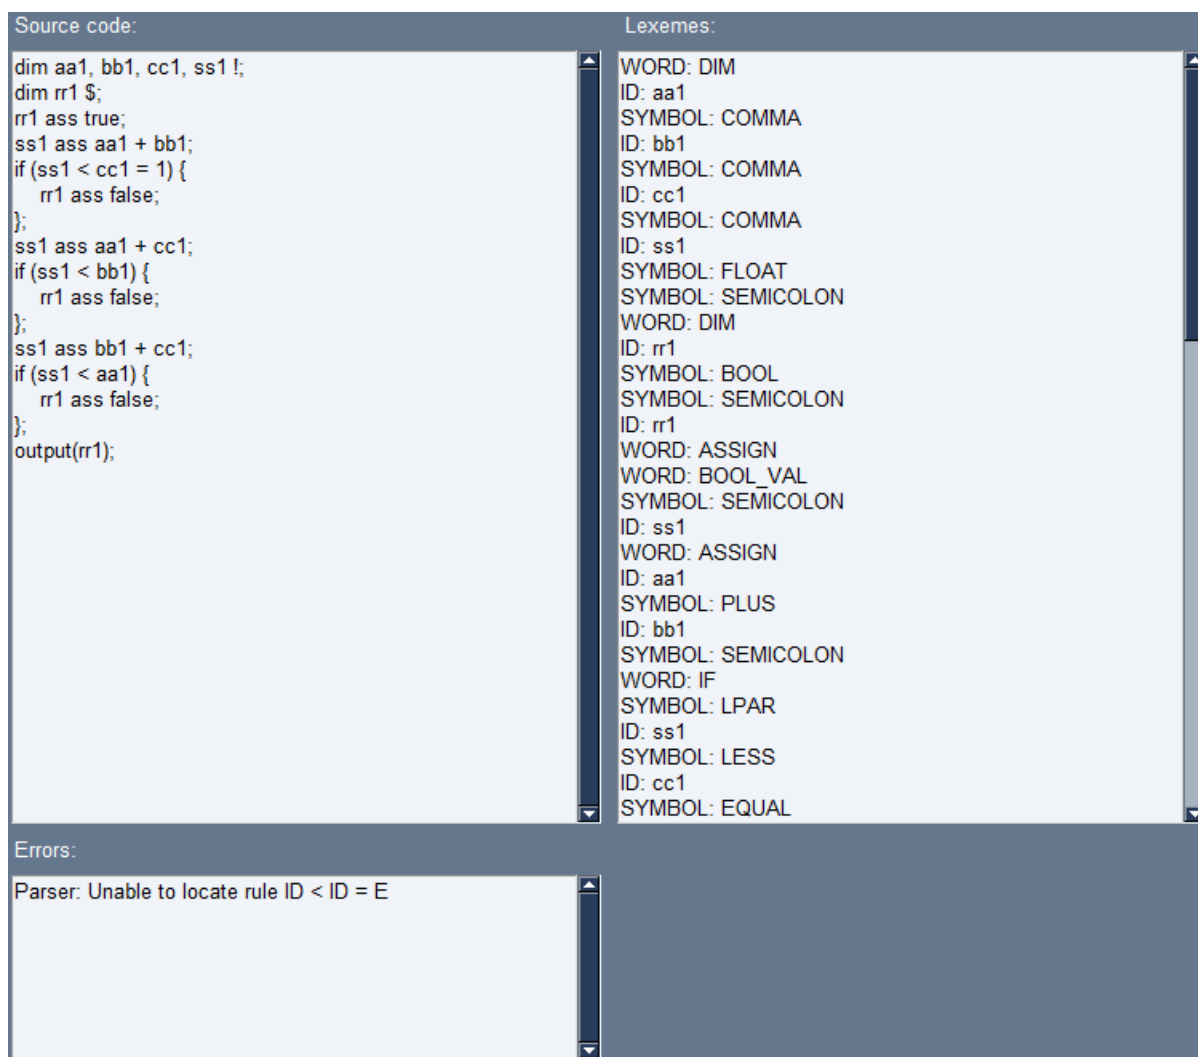 Source code:
dim aa1, bb1, cc1, ss1 !;
dim rr1 $;
rr1 ass true;
ss1 ass aa1 + bb1;
if (ss1 < cc1 = 1) {
rr1 ass false;
};
ss1 ass aa1 + cc1;
if (ss1 < bb1) {
rr1 ass false;
};
ss1 ass bb1 + cc1;
if (ss1 < aa1) {
rr1 ass false;
};
output(rr1);
Lexemes:
WORD: DIM
ID: aa1
SYMBOL: COMMA
ID: bb1
SYMBOL: COMMA
ID: cc1
SYMBOL: COMMA
ID: ss1
SYMBOL: FLOAT
SYMBOL: SEMICOLON
WORD: DIM
ID: rr1
SYMBOL: BOOL
SYMBOL: SEMICOLON
ID: rr1
WORD: ASSIGN
WORD: BOOL_VAL
SYMBOL: SEMICOLON
ID: ss1
WORD: ASSIGN
ID: aa1
SYMBOL: PLUS
ID: bb1
SYMBOL: SEMICOLON
WORD: IF
SYMBOL: LPAR
ID: ss1
SYMBOL: LESS
ID: cc1
SYMBOL: EQUAL
Errors:
Parser: Unable to locate rule ID < ID = E